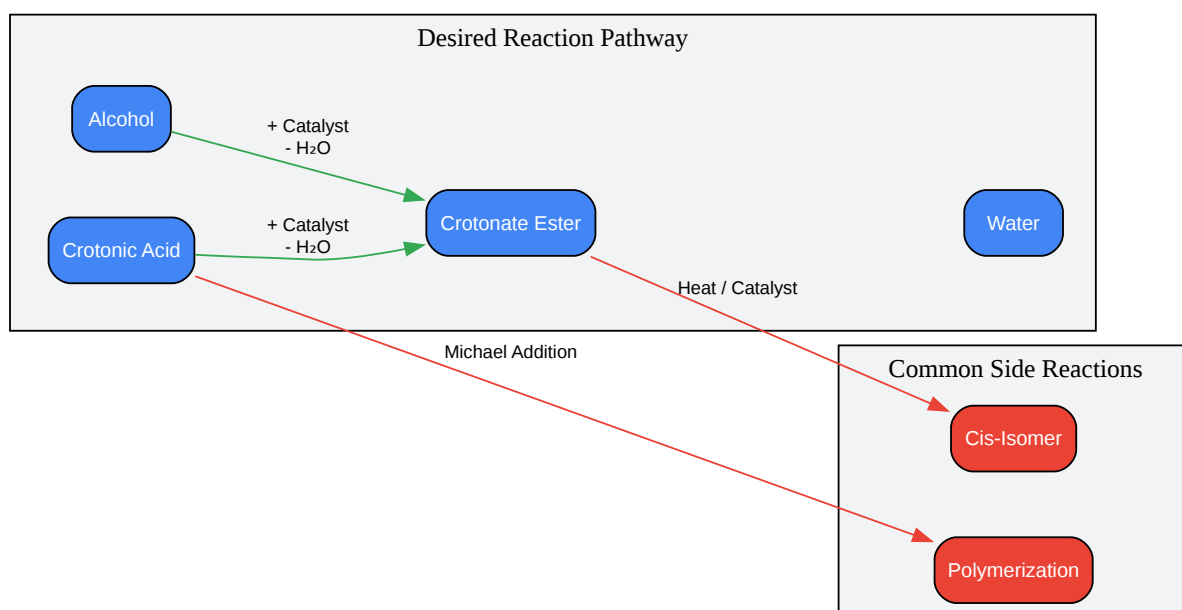 Desired Reaction Pathway
Alcohol
+ Catalyst
- H₂O
Crotonic Acid
+ Catalyst
- H₂O
Crotonate Ester
Water
Heat / Catalyst
Michael Addition
Common Side Reactions
Cis-Isomer
Polymerization